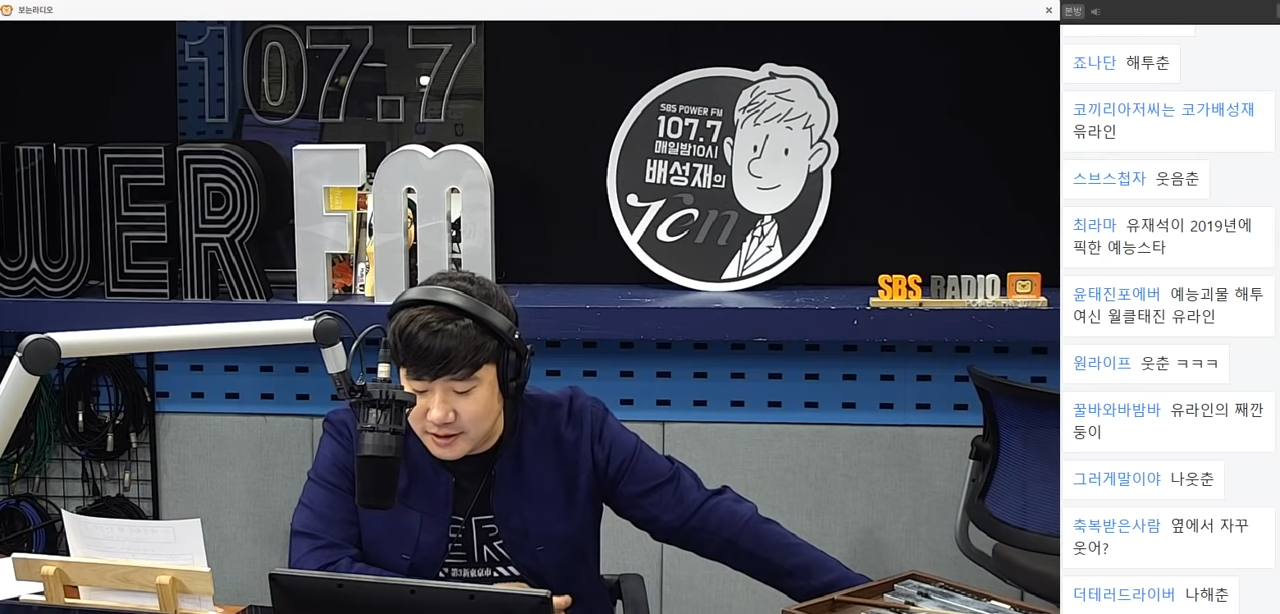 보는라디오
107.7
WER FM
SBS POWER FM
107.7
매일밤10시
배성재의
Ten
SBS RADIO
본방
죠나단 해투춘
코끼리아저씨는 코가배성재
윾라인
스브스첩자 웃음춘
최라마 유재석이 2019년에
픽한 예능스타
윤태진포에버 예능괴물 해투
여신 월클태진 유라인
원라이프 웃춘 ㅋㅋㅋ
꿀바와바밤바 유라인의 째깐
둥이
그러게말이야 나웃춘
축복받은사람 옆에서 자꾸
웃어?
더테러드라이버 나해춘